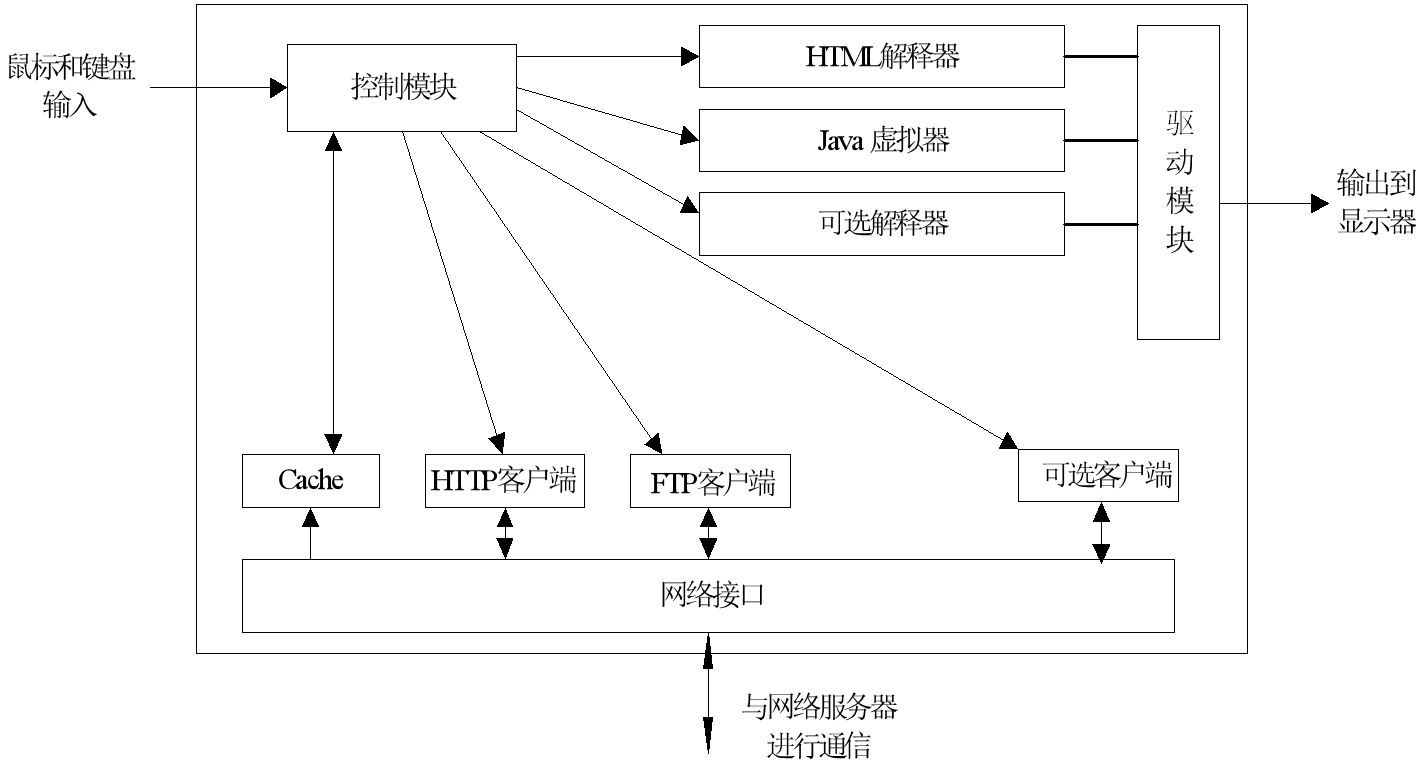 鼠标和键盘
输入
控制模块
HTML解释器
Java 虚拟器
可选解释器
驱
动
模
块
输出到
显示器
Cache
HTTP客户端
FTP客户端
可选客户端
网络接口
与网络服务器
进行通信